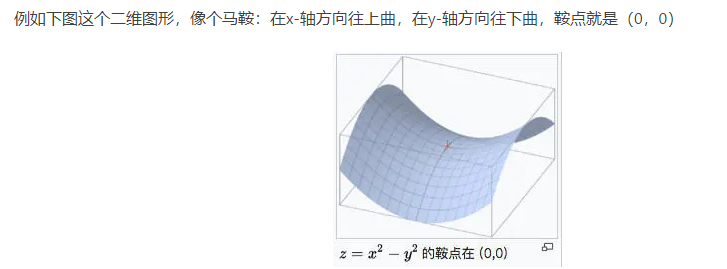 例如下图这个二维图形，像个马鞍：在x-轴方向往上曲，在y-轴方向往下曲，鞍点就是（0，0）
z = x² − y² 的鞍点在 (0,0)